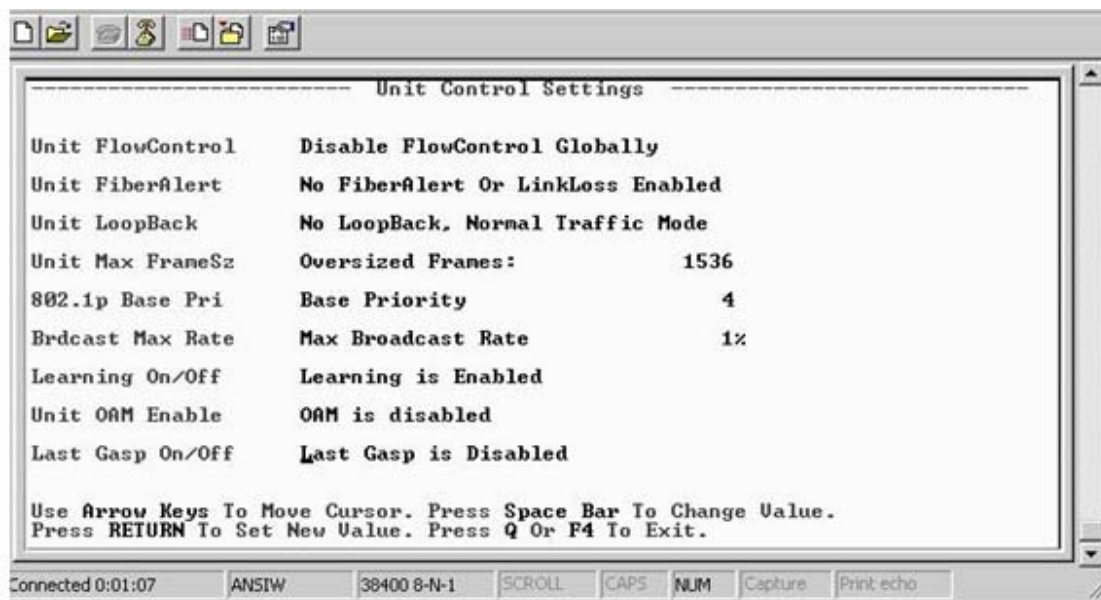 Unit Control Settings
Unit FlowControl Disable FlowControl Globally
Unit FiberAlert No FiberAlert Or LinkLoss Enabled
Unit LoopBack No LoopBack, Normal Traffic Mode
Unit Max FrameSz Oversized Frames: 1536
802.1p Base Pri Base Priority 4
Brdcast Max Rate Max Broadcast Rate 1%
Learning On/Off Learning is Enabled
Unit OAM Enable OAM is disabled
Last Gasp On/Off Last Gasp is Disabled
Use Arrow Keys To Move Cursor. Press Space Bar To Change Value.
Press RETURN To Set New Value. Press Q Or F4 To Exit.
Connected 0:01:07 ANSIW 38400 8-N-1 SCROLL CAPS NUM Capture Print echo